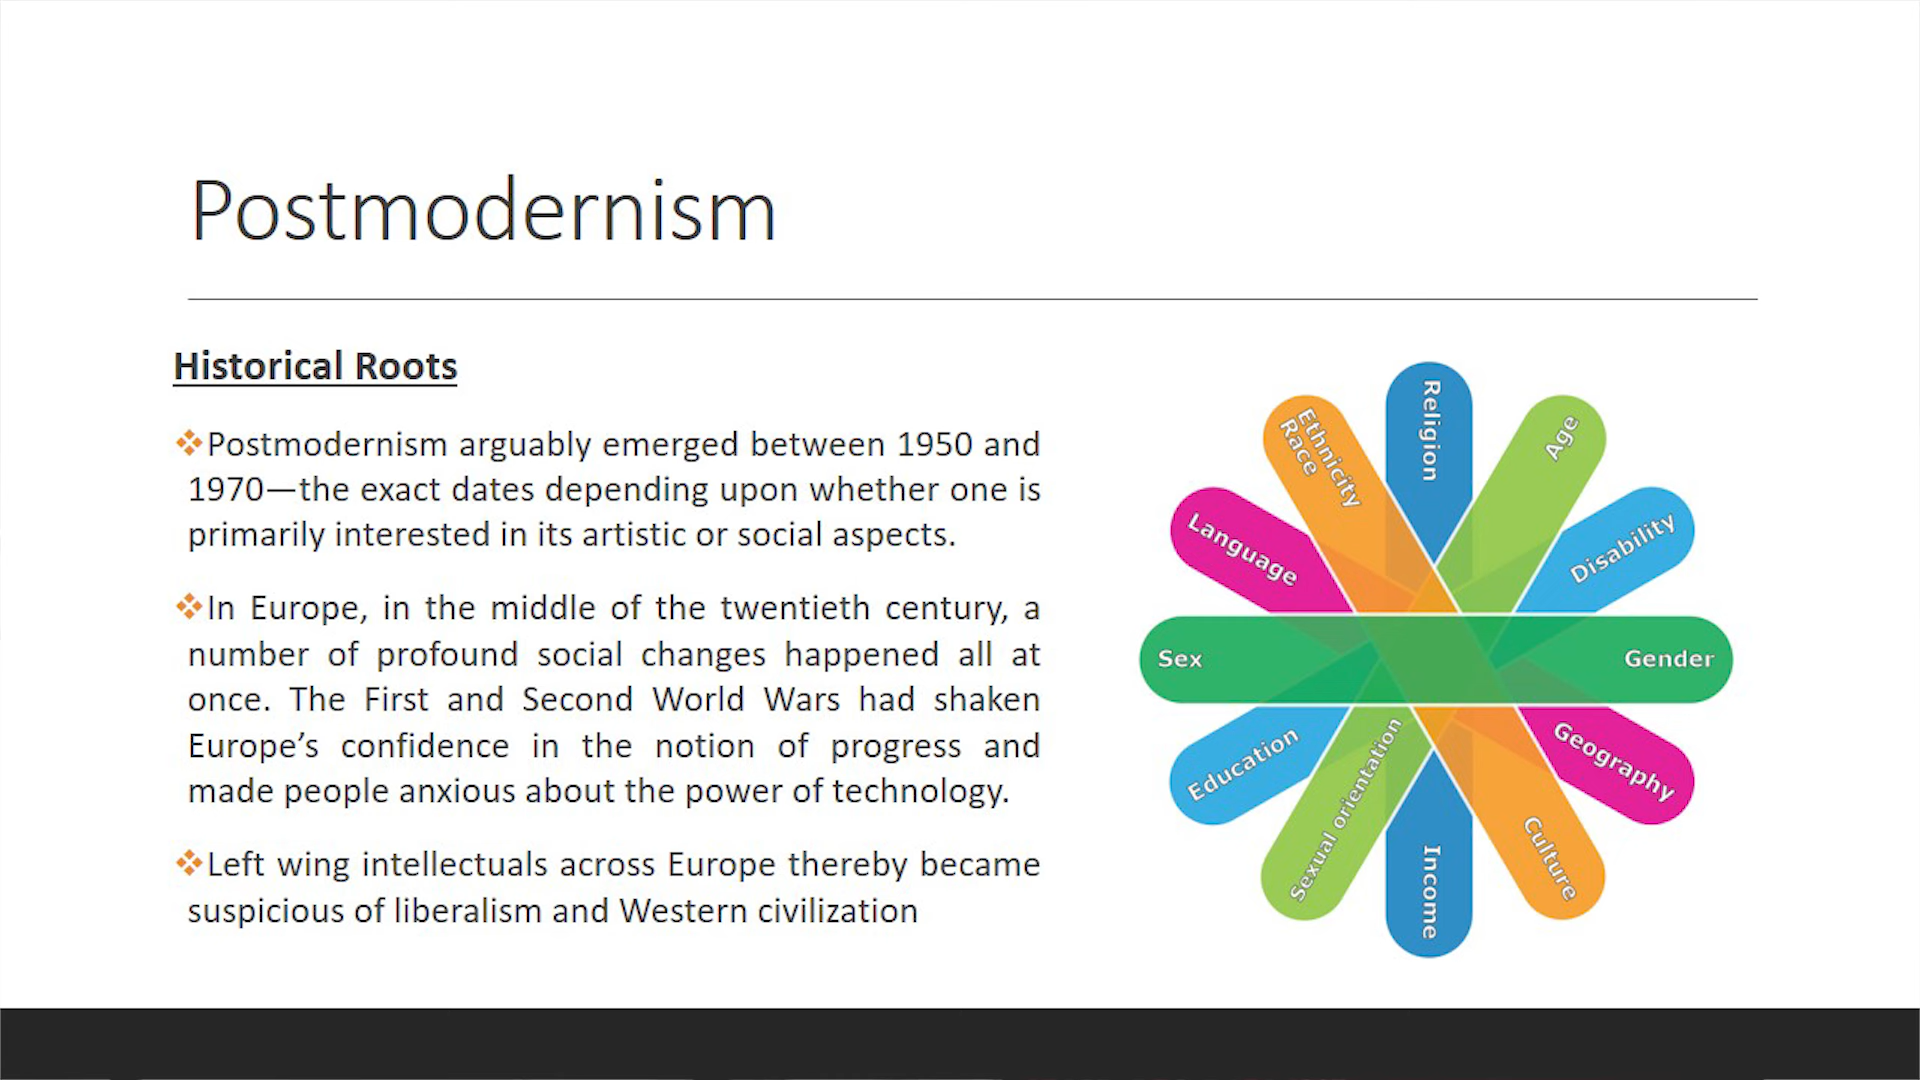 Postmodernism
Historical Roots
❖Postmodernism arguably emerged between 1950 and
1970—the exact dates depending upon whether one is
primarily interested in its artistic or social aspects.
❖In Europe, in the middle of the twentieth century, a
number of profound social changes happened all at
once. The First and Second World Wars had shaken
Europe’s confidence in the notion of progress and
made people anxious about the power of technology.
❖Left wing intellectuals across Europe thereby became
suspicious of liberalism and Western civilization
Religion
Age
Disability
Gender
Geography
Culture
Income
Sexual orientation
Education
Sex
Language
Ethnicity
Race